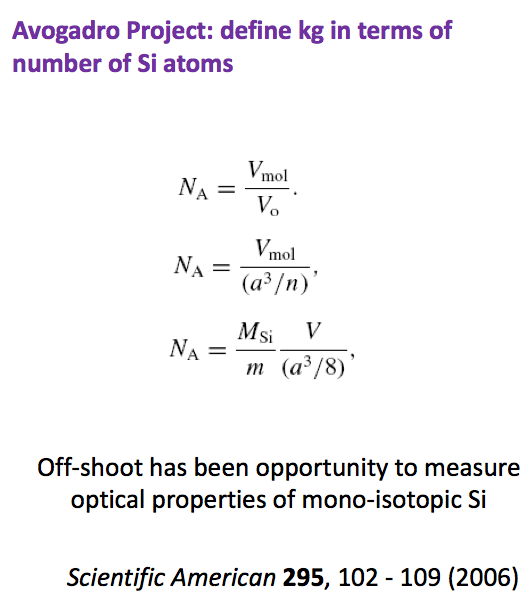 Avogadro Project: define kg in terms of
number of Si atoms
N_A = V_mol / V_o.
N_A = V_mol / (a³/n),
N_A = M_Si / m V / (a³/8),
Off-shoot has been opportunity to measure
optical properties of mono-isotopic Si
Scientific American 295, 102 - 109 (2006)